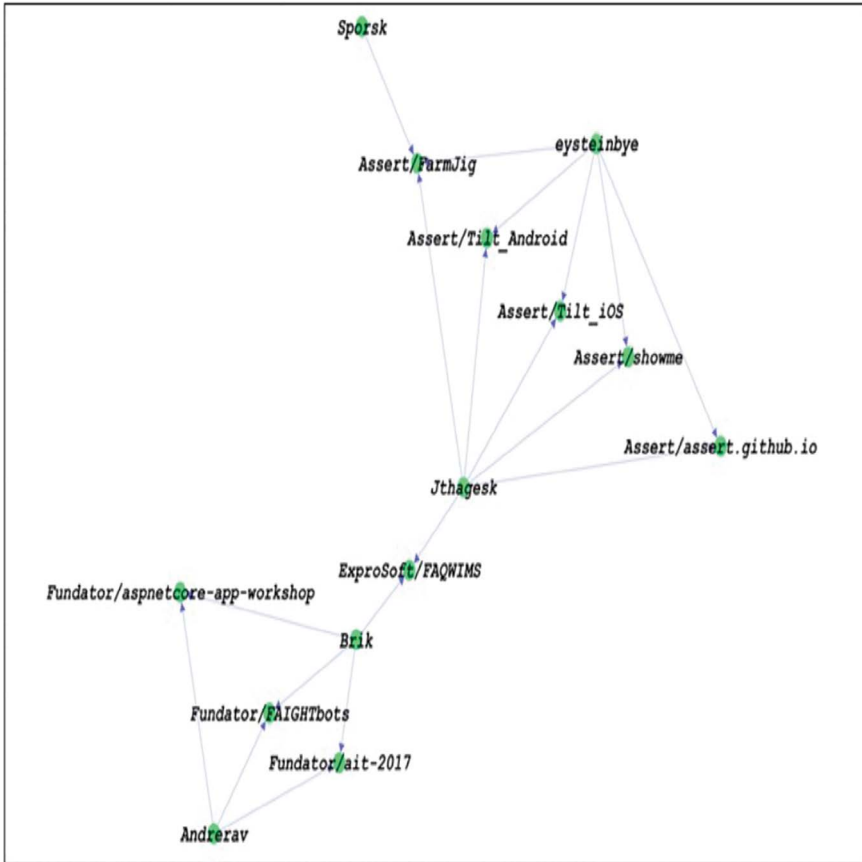 Sporsk
eysteinbye
Assert/FarmJig
Assert/Tilt_Android
Assert/Tilt_iOS
Assert/showme
Assert/assert.github.io
Jthagesk
ExproSoft/FAQWIMS
Fundator/aspnetcore-app-workshop
Brik
Fundator/FAIGHTbots
Fundator/ait-2017
Andrerav